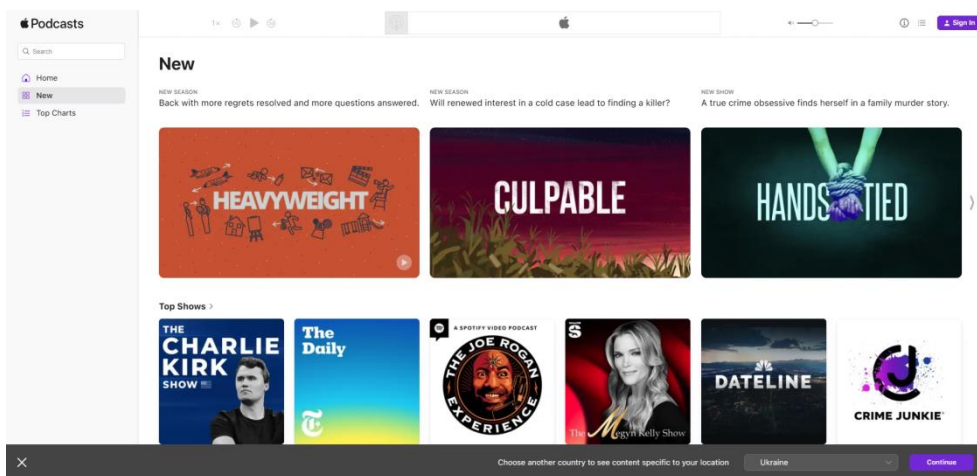 Podcasts
1×
Sign In
Search
Home
New
Top Charts
New
NEW SEASON
Back with more regrets resolved and more questions answered.
NEW SEASON
Will renewed interest in a cold case lead to finding a killer?
NEW SHOW
A true crime obsessive finds herself in a family murder story.
HEAVYWEIGHT
CULPABLE
HANDS TIED
Top Shows
THE
CHARLIE
KIRK
SHOW
The
Daily
A SPOTIFY VIDEO PODCAST
THE JOE ROGAN
EXPERIENCE
The Megyn Kelly Show
DATELINE
CRIME JUNKIE
Choose another country to see content specific to your location
Ukraine
Continue